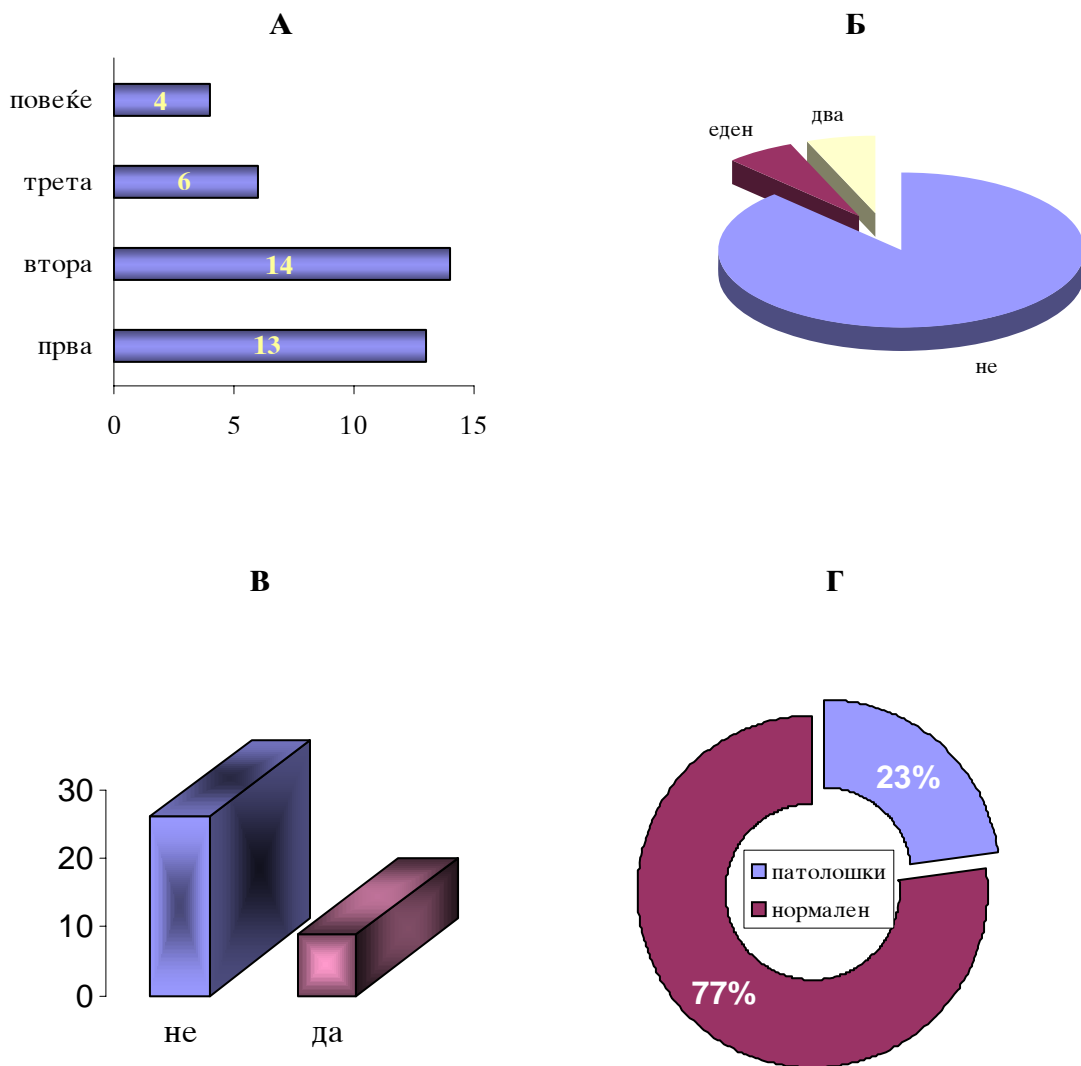 А
повеќе
4
трета
6
втора
14
прва
13
0 5 10 15
Б
еден
два
не
В
30
20
10
0
не да
Г
23%
патолошки
нормален
77%